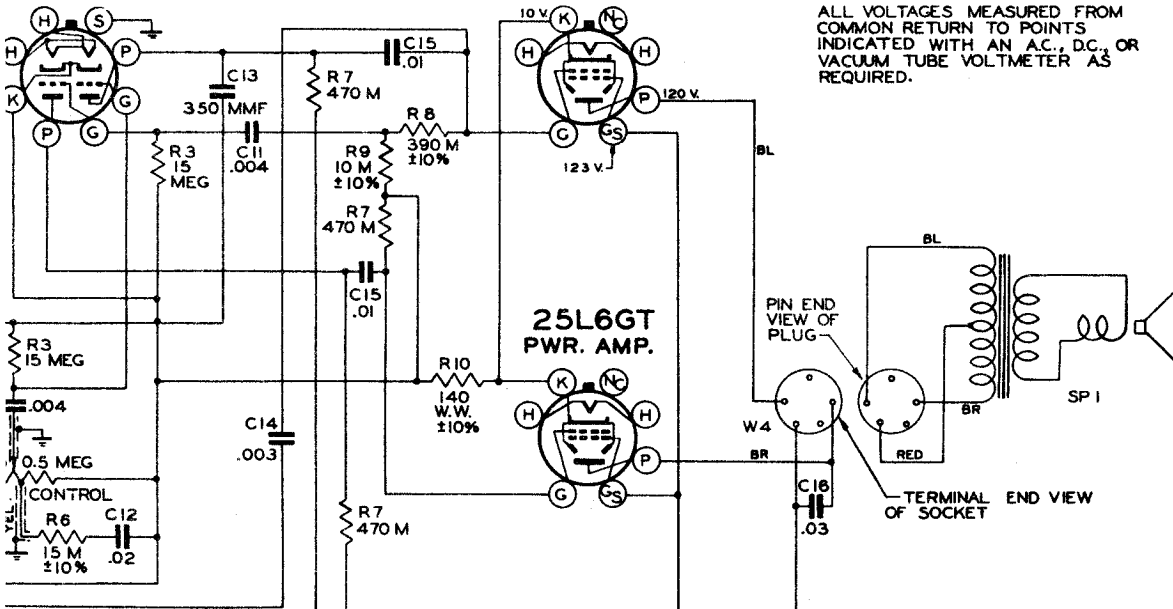 ALL VOLTAGES MEASURED FROM
COMMON RETURN TO POINTS
INDICATED WITH AN A.C., D.C., OR
VACUUM TUBE VOLTMETER AS
REQUIRED.
H
S
H
P
K
G
P
G
C13
350 MMF
R7
470 M
C15
.01
R3
15
MEG
C11
.004
R8
390 M
±10%
R9
10 M
±10%
R7
470 M
C15
.01
10 V.
K
NC
H
H
P
120 V.
G
GS
123 V.
BL
25L6GT
PWR. AMP.
R10
140
W.W.
±10%
K
NC
H
H
P
G
GS
BR
R3
15 MEG
.004
0.5 MEG
CONTROL
YEL.
R6
15 M
±10%
C12
.02
C14
.003
R7
470 M
PIN END
VIEW OF
PLUG
BL
BR
RED
SP1
W4
C16
.03
TERMINAL END VIEW
OF SOCKET